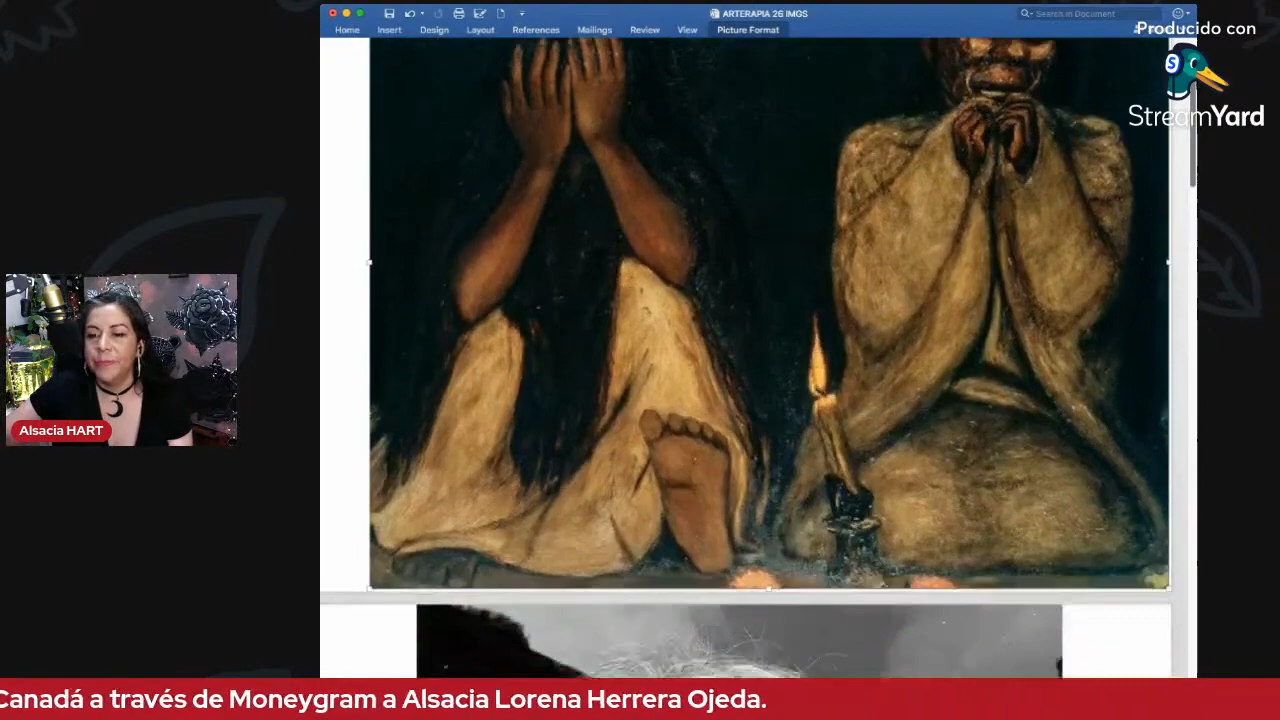 ARTERAPIA 26 IMGS
Search in Document
Home Insert Design Layout References Mailings Review View Picture Format
Producido con
S
StreamYard
Alsacia HART
Canadá a través de Moneygram a Alsacia Lorena Herrera Ojeda.